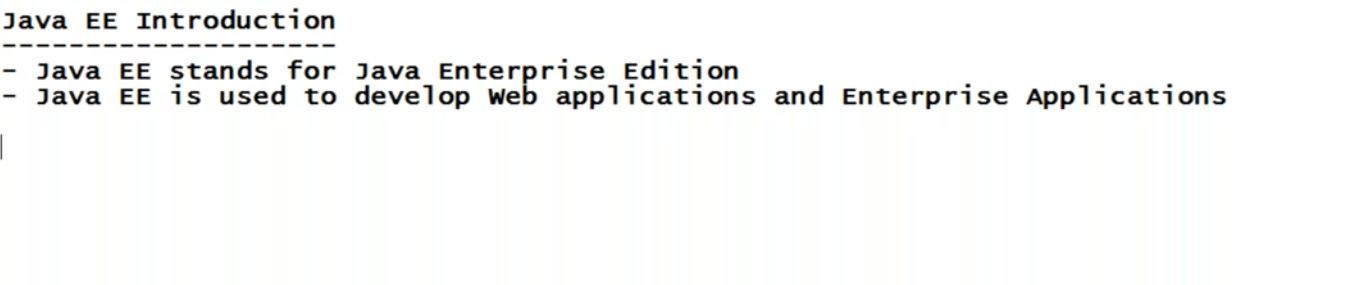 Java EE Introduction
--------------------
- Java EE stands for Java Enterprise Edition
- Java EE is used to develop Web applications and Enterprise Applications